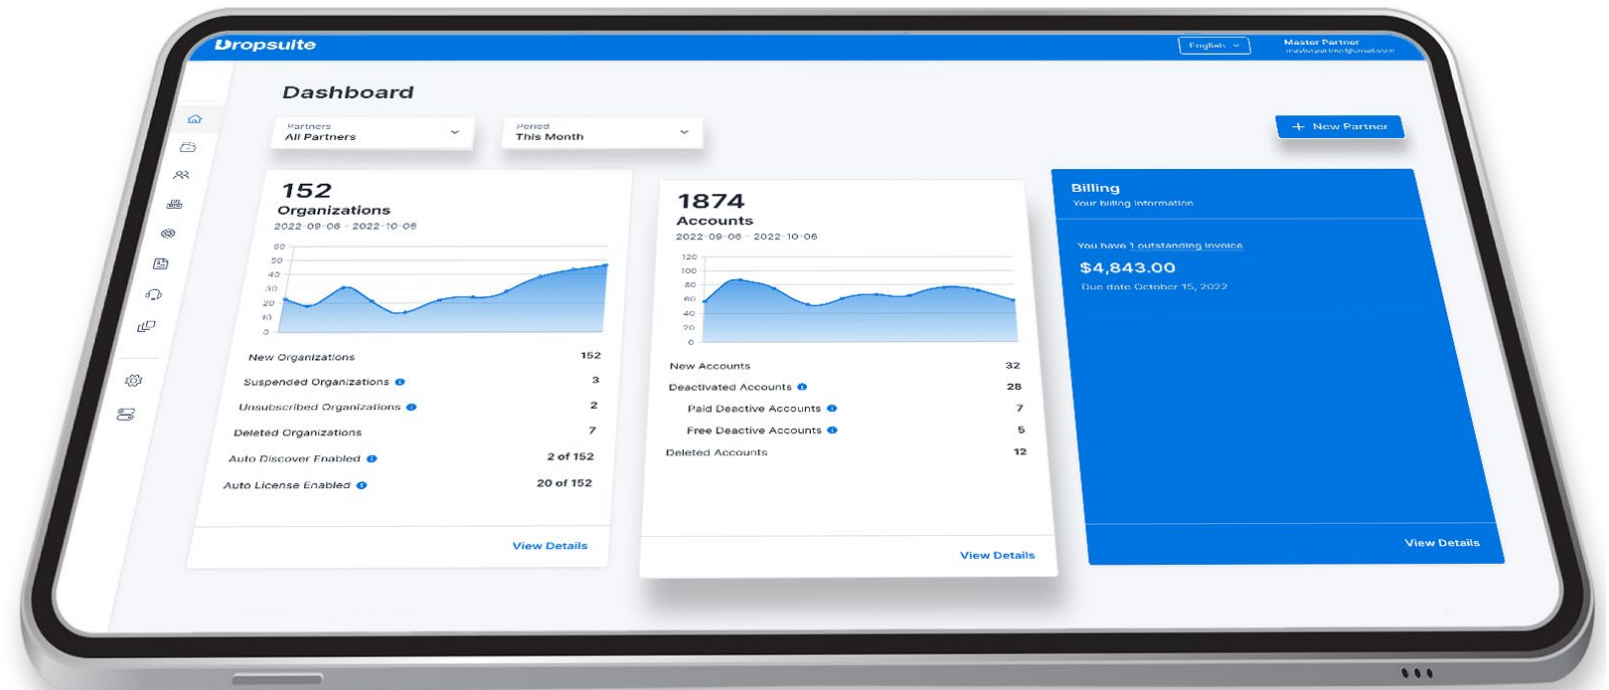 Dropsuite
English
Master Partner
masterpartner@email.com
Dashboard
Partners
All Partners
Period
This Month
+ New Partner
152
Organizations
2022-09-06 - 2022-10-06
60
50
40
30
20
10
0
New Organizations 152
Suspended Organizations 3
Unsubscribed Organizations 2
Deleted Organizations 7
Auto Discover Enabled 2 of 152
Auto License Enabled 20 of 152
View Details
1874
Accounts
2022-09-06 - 2022-10-06
120
100
80
60
40
20
0
New Accounts 32
Deactivated Accounts 28
Paid Deactive Accounts 7
Free Deactive Accounts 5
Deleted Accounts 12
View Details
Billing
Your billing information
You have 1 outstanding invoice
$4,843.00
Due date October 15, 2022
View Details